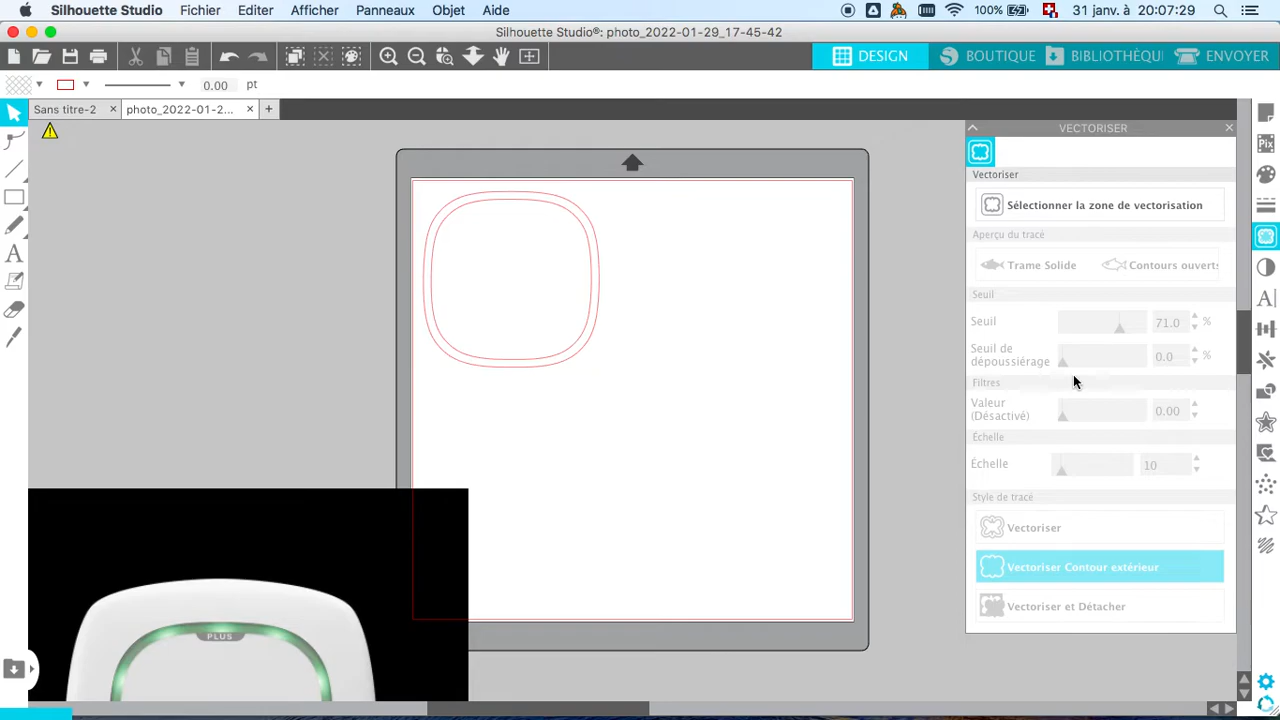 Silhouette Studio Fichier Editer Afficher Panneaux Objet Aide 100% 31 janv. à 20:07:29
Silhouette Studio®: photo_2022-01-29_17-45-42
DESIGN BOUTIQUE BIBLIOTHÈQU ENVOYER
0.00 pt
Sans titre-2 photo_2022-01-2...
VECTORISER
Vectoriser
Sélectionner la zone de vectorisation
Aperçu du tracé
Trame Solide Contours ouverts
Seuil
Seuil 71.0 %
Seuil de dépoussiérage 0.0 %
Filtres
Valeur (Désactivé) 0.00
Echelle
Échelle 10
Style de tracé
Vectoriser
Vectoriser Contour extérieur
Vectoriser et Détacher
PLUS
Pix
A
A